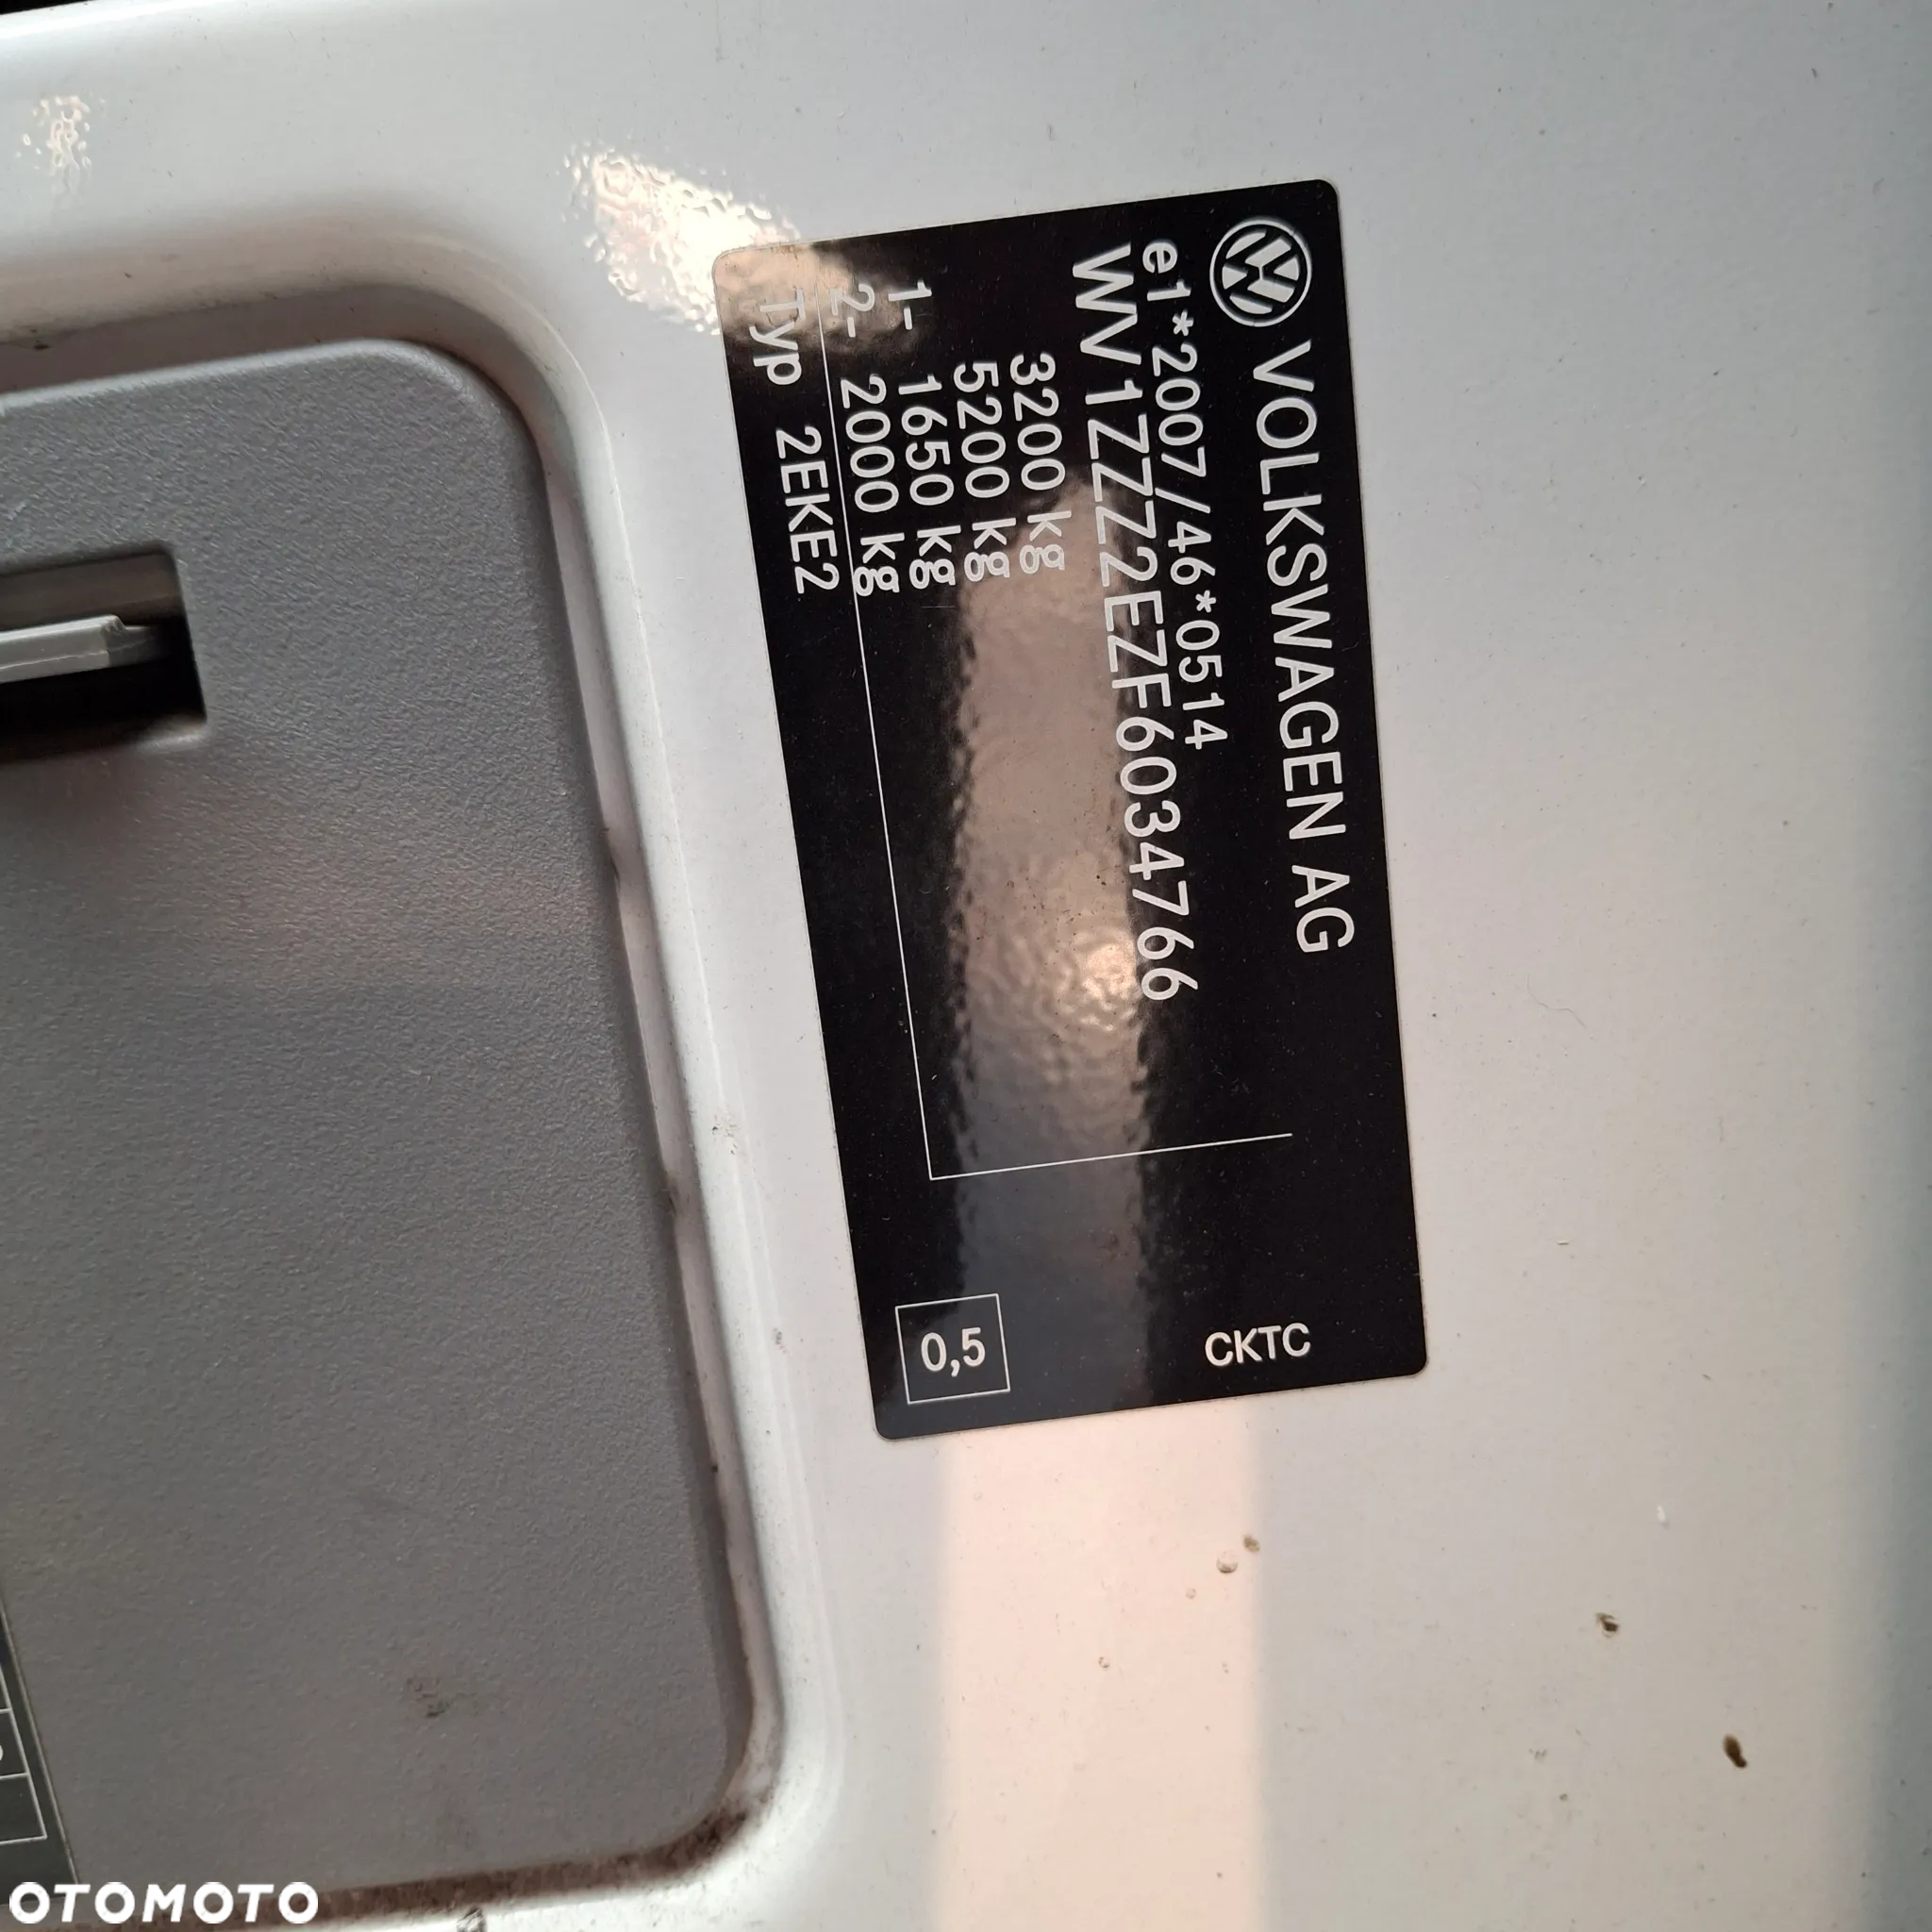 VOLKSWAGEN AG
e1*2007/46*0514
WV1ZZZ2EZF6034766
3200 kg
5200 kg
1- 1650 kg
2- 2000 kg
Typ 2EKE2
CKTC
0,5
OTOMOTO